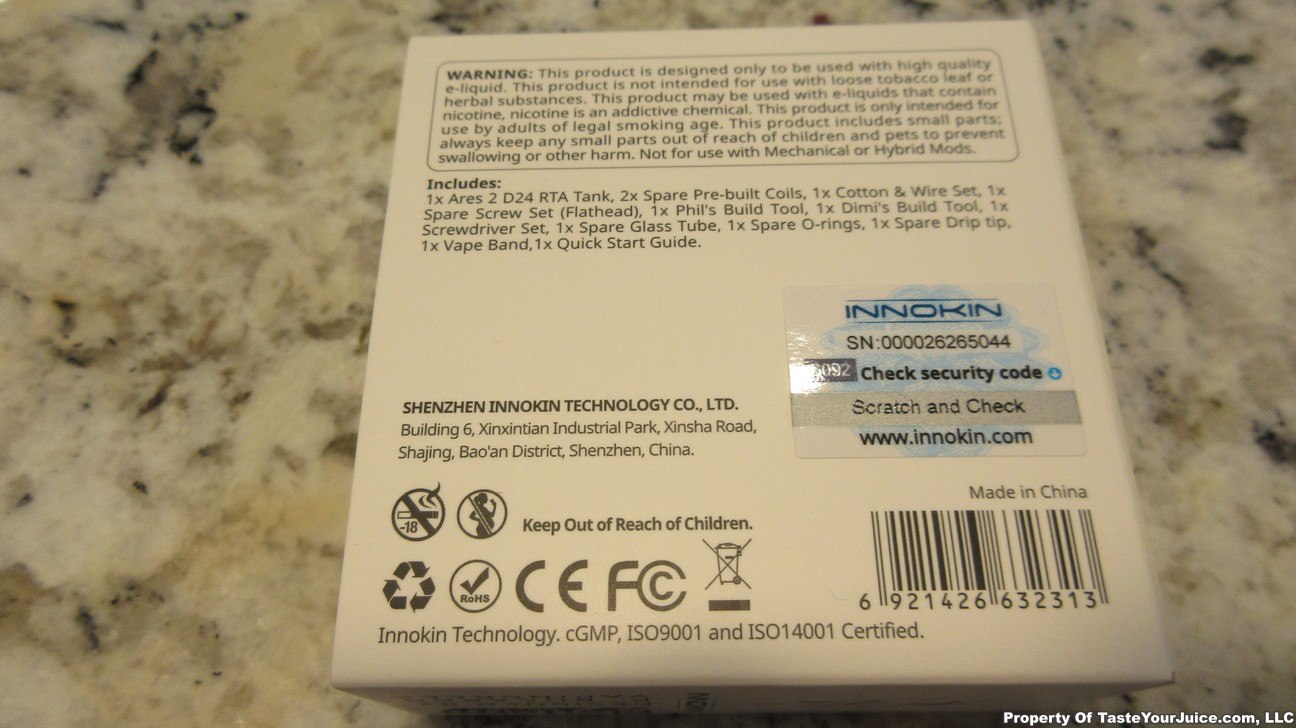 WARNING: This product is designed only to be used with high quality
e-liquid. This product is not intended for use with loose tobacco leaf or
herbal substances. This product may be used with e-liquids that contain
nicotine, nicotine is an addictive chemical. This product is only intended for
use by adults of legal smoking age. This product includes small parts;
always keep any small parts out of reach of children and pets to prevent
swallowing or other harm. Not for use with Mechanical or Hybrid Mods.
Includes:
1x Ares 2 D24 RTA Tank, 2x Spare Pre-built Coils, 1x Cotton & Wire Set, 1x
Spare Screw Set (Flathead), 1x Phil's Build Tool, 1x Dimi's Build Tool, 1x
Screwdriver Set, 1x Spare Glass Tube, 1x Spare O-rings, 1x Spare Drip tip,
1x Vape Band,1x Quick Start Guide.
INNOKIN
SN:000026265044
Check security code
Scratch and Check
www.innokin.com
SHENZHEN INNOKIN TECHNOLOGY CO., LTD.
Building 6, Xinxintian Industrial Park, Xinsha Road,
Shajing, Bao'an District, Shenzhen, China.
Made in China
-18
Keep Out of Reach of Children.
RoHS
CE
FC
6 921426 632313
Innokin Technology. cGMP, ISO9001 and ISO14001 Certified.
Property Of TasteYourJuice.com, LLC